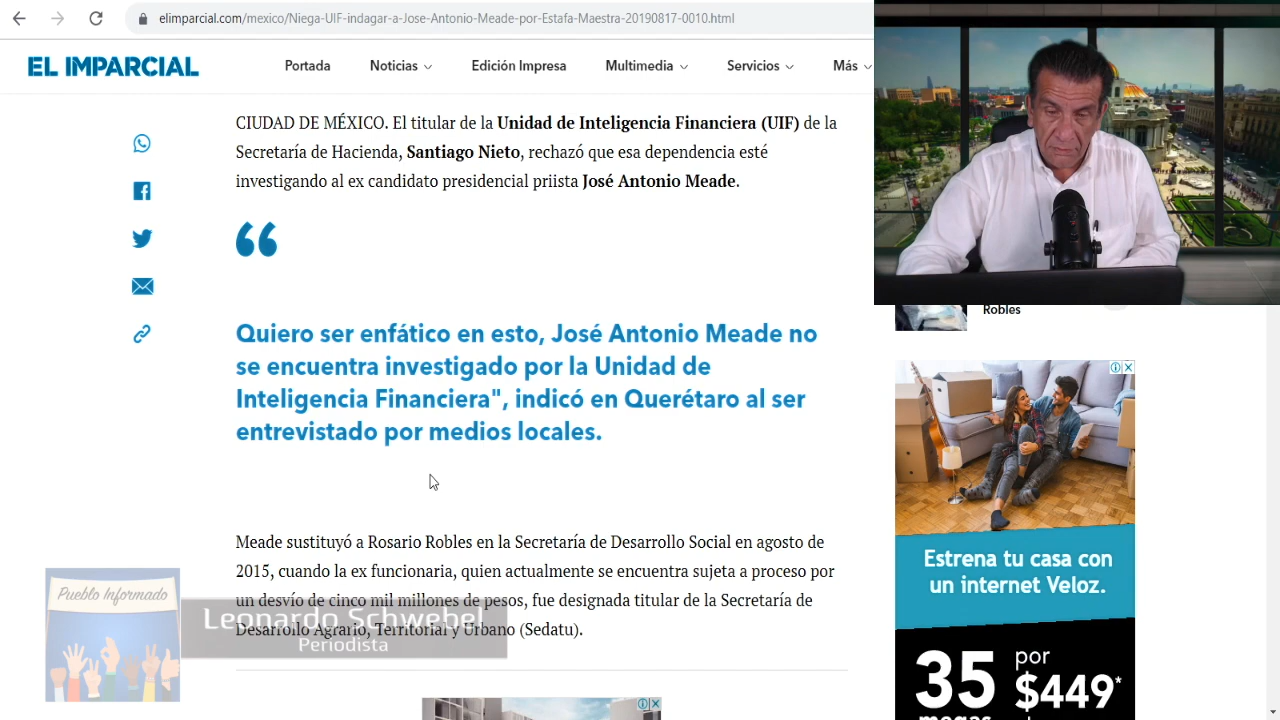 elimparcial.com/mexico/Niega-UIF-indagar-a-Jose-Antonio-Meade-por-Estafa-Maestra-20190817-0010.html
EL IMPARCIAL
Portada
Noticias
Edición Impresa
Multimedia
Servicios
Más
CIUDAD DE MÉXICO. El titular de la Unidad de Inteligencia Financiera (UIF) de la
Secretaría de Hacienda, Santiago Nieto, rechazó que esa dependencia esté
investigando al ex candidato presidencial priista José Antonio Meade.
“
Quiero ser enfático en esto, José Antonio Meade no
se encuentra investigado por la Unidad de
Inteligencia Financiera", indicó en Querétaro al ser
entrevistado por medios locales.
Meade sustituyó a Rosario Robles en la Secretaría de Desarrollo Social en agosto de
2015, cuando la ex funcionaria, quien actualmente se encuentra sujeta a proceso por
un desvío de cinco mil millones de pesos, fue designada titular de la Secretaría de
Desarrollo Agrario, Territorial y Urbano (Sedatu).
Pueblo Informado
Leonardo Schwebel
Periodista
Robles
Estrena tu casa con
un internet Veloz.
35 por
$449*
megas